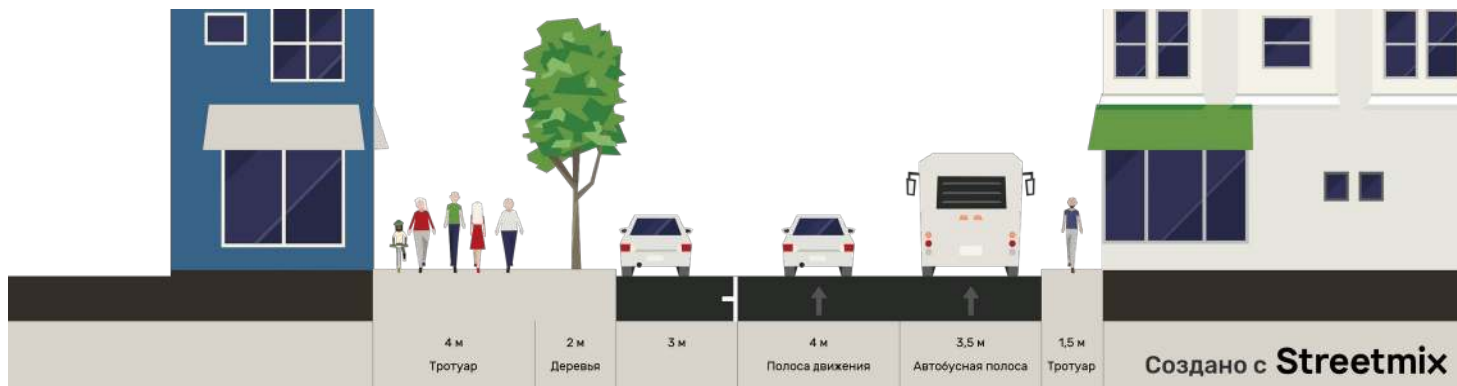 4 м
Тротуар
2 м
Деревья
3 м
4 м
Полоса движения
3,5 м
Автобусная полоса
1,5 м
Тротуар
Создано с Streetmix